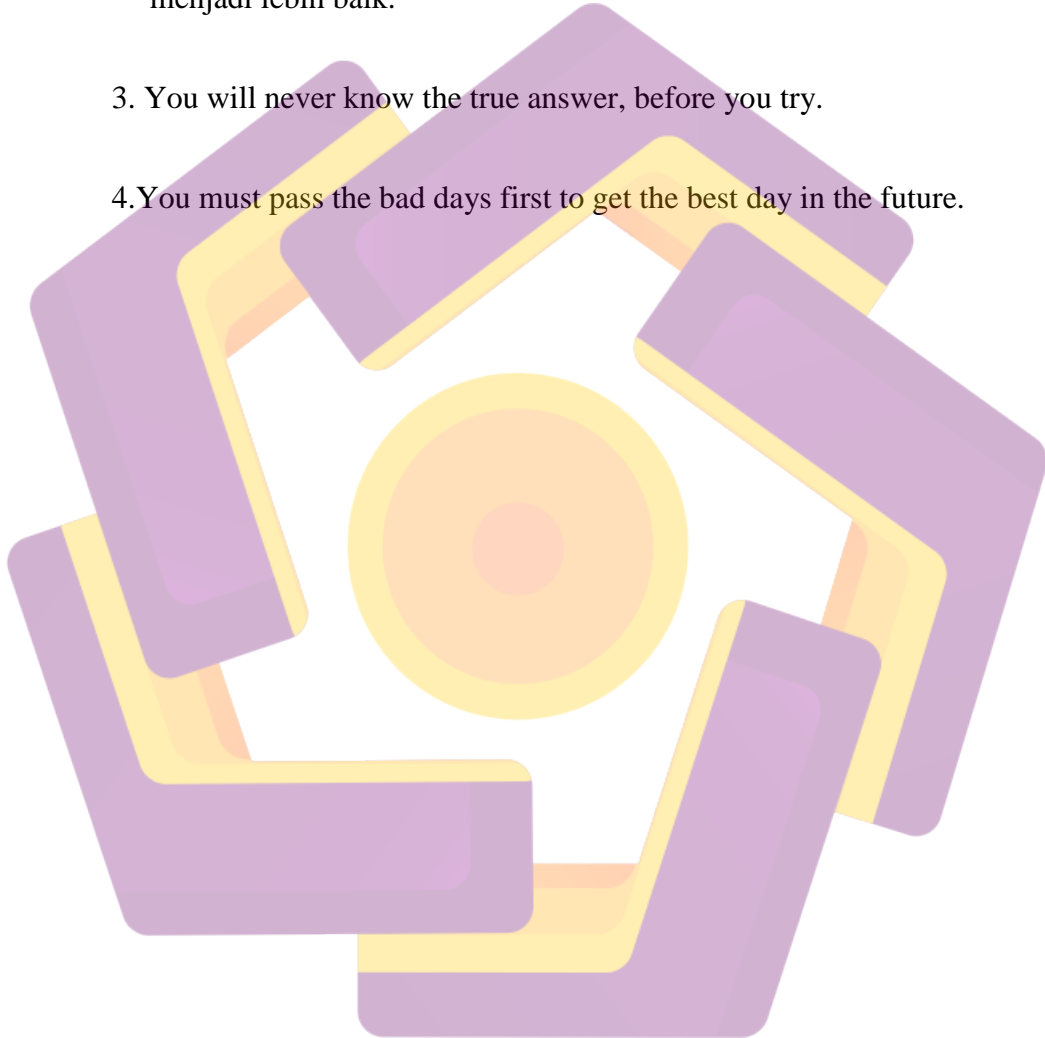 menjadi lebih baik.
3. You will never know the true answer, before you try.
4.You must pass the bad days first to get the best day in the future.